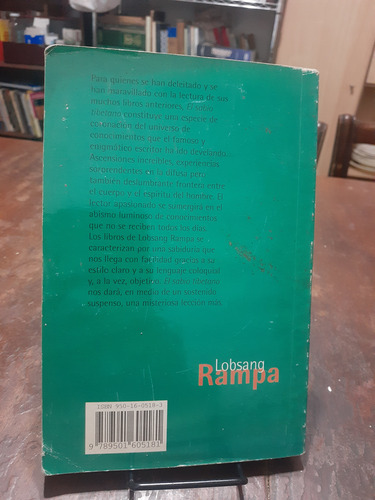 Para quienes se han deleitado y se
han maravillado con la lectura de sus
muchos libros anteriores, El sabio
tibetano constituye una especie de
coronación del universo de
conocimientos que el famoso y
enigmático escritor ha ido develando...
Ascensiones increíbles, experiencias
sorprendentes en la difusa pero
también deslumbrante frontera entre
el cuerpo y el espíritu del hombre. El
lector apasionado se sumergirá en el
abismo luminoso de conocimientos
que no se reciben todos los días.
Los libros de Lobsang Rampa se
caracterizan por una sabiduría que
nos llega con facilidad gracias a su
estilo claro y a su lenguaje coloquial
y, a la vez, objetivo. El sabio tibetano
nos dará, en medio de un sostenido
suspenso, una misteriosa lección más.
Lobsang
Rampa
ISBN 950-16-0518-3
9 789501 605181